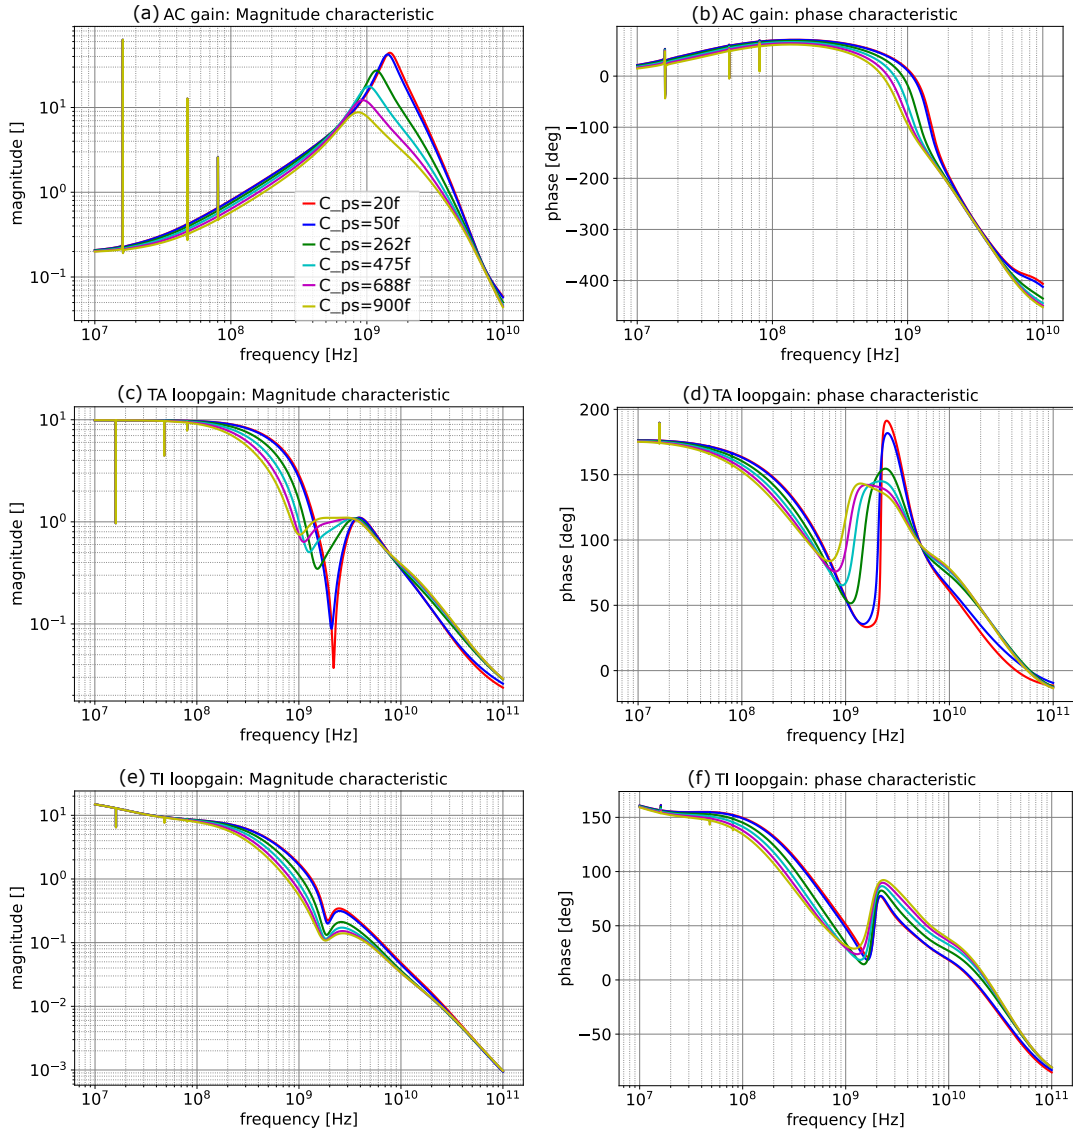 (a) AC gain: Magnitude characteristic
magnitude []
10¹
10⁰
10⁻¹
C_ps=20f
C_ps=50f
C_ps=262f
C_ps=475f
C_ps=688f
C_ps=900f
10⁷ 10⁸ 10⁹ 10¹⁰
frequency [Hz]
(b) AC gain: phase characteristic
phase [deg]
0
−100
−200
−300
−400
10⁷ 10⁸ 10⁹ 10¹⁰
frequency [Hz]
(c) TA loopgain: Magnitude characteristic
magnitude []
10¹
10⁰
10⁻¹
10⁷ 10⁸ 10⁹ 10¹⁰ 10¹¹
frequency [Hz]
(d) TA loopgain: phase characteristic
phase [deg]
200
150
100
50
0
10⁷ 10⁸ 10⁹ 10¹⁰ 10¹¹
frequency [Hz]
(e) TI loopgain: Magnitude characteristic
magnitude []
10¹
10⁰
10⁻¹
10⁻²
10⁻³
10⁷ 10⁸ 10⁹ 10¹⁰ 10¹¹
frequency [Hz]
(f) TI loopgain: phase characteristic
phase [deg]
150
100
50
0
−50
10⁷ 10⁸ 10⁹ 10¹⁰ 10¹¹
frequency [Hz]